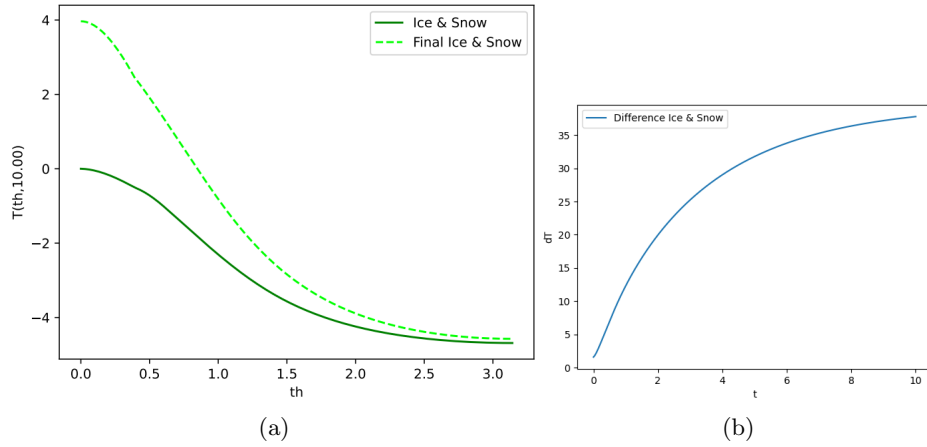 4
2
0
−2
−4
T(th,10.00)
Ice & Snow
Final Ice & Snow
0.0 0.5 1.0 1.5 2.0 2.5 3.0
th
(a)
35
30
25
20
15
10
5
0
dT
Difference Ice & Snow
0 2 4 6 8 10
t
(b)